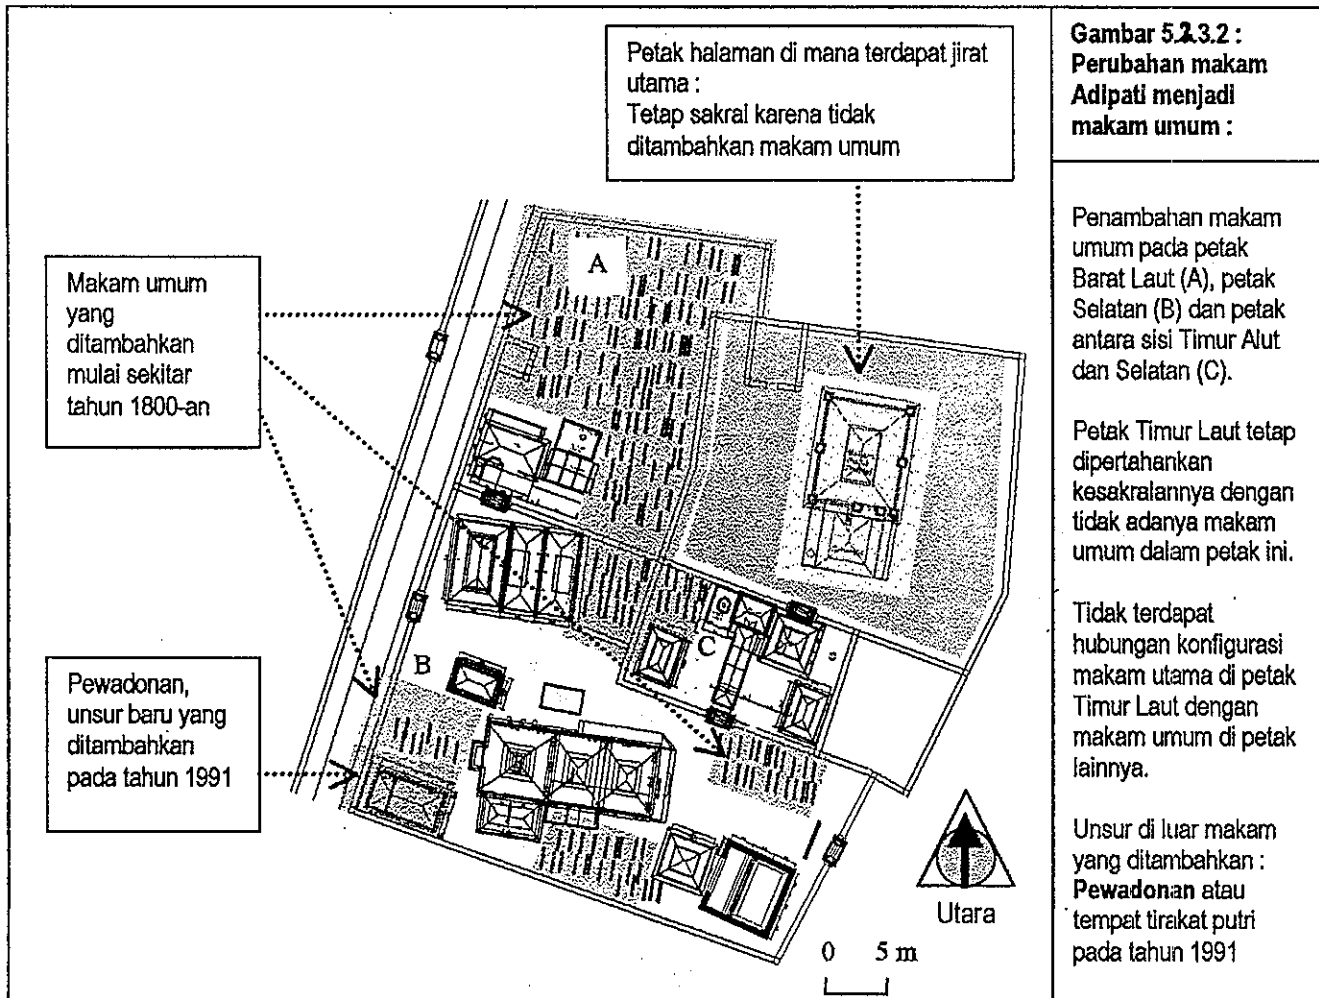 Petak halaman di mana terdapat jirat
utama :
Tetap sakral karena tidak
ditambahkan makam umum
Makam umum
yang
ditambahkan
mulai sekitar
tahun 1800-an
Pewadonan,
unsur baru yang
ditambahkan
pada tahun 1991
A
B
C
Utara
0 5 m
Gambar 5.2.3.2 :
Perubahan makam
Adipati menjadi
makam umum :
Penambahan makam
umum pada petak
Barat Laut (A), petak
Selatan (B) dan petak
antara sisi Timur Alut
dan Selatan (C).
Petak Timur Laut tetap
dipertahankan
kesakralannya dengan
tidak adanya makam
umum dalam petak ini.
Tidak terdapat
hubungan konfigurasi
makam utama di petak
Timur Laut dengan
makam umum di petak
lainnya.
Unsur di luar makam
yang ditambahkan :
Pewadonan atau
tempat tirakat putri
pada tahun 1991